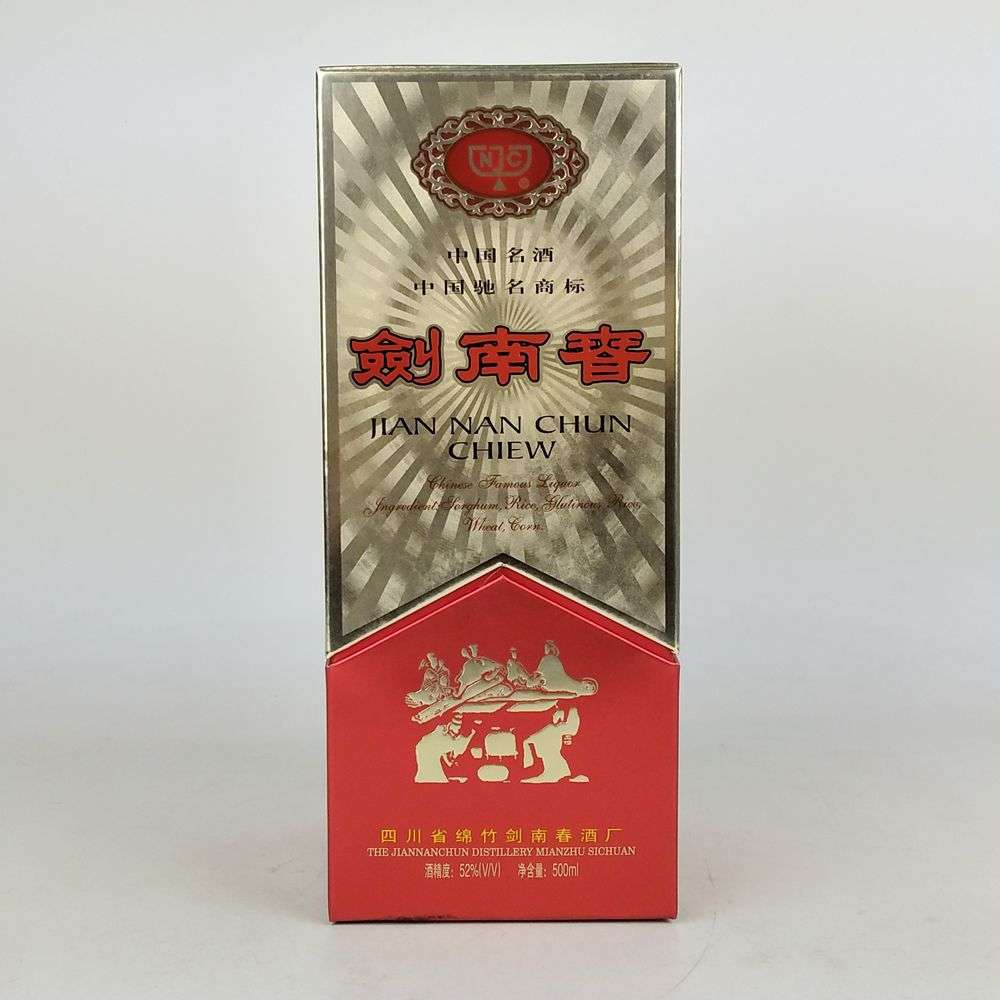 JNC
®
中国名酒
中国驰名商标
劍南春
JIAN NAN CHUN
CHIEW
Chinese Famous Liquor
Ingredient:Sorghum, Rice, Glutinous Rice,
Wheat, Corn.
四川省绵竹剑南春酒厂
THE JIANNANCHUN DISTILLERY MIANZHU SICHUAN
酒精度：52%(V/V) 净含量：500ml